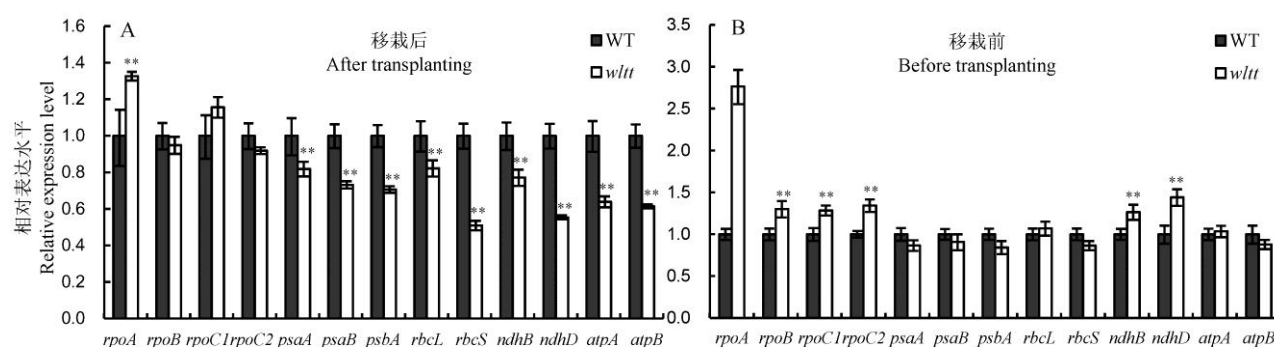 A
移栽后
After transplanting
WT
wltt
相对表达水平
Relative expression level
1.6
1.4
1.2
1.0
0.8
0.6
0.4
0.2
0.0
** ** ** ** ** ** ** ** ** **
rpoA rpoB rpoC1 rpoC2 psaA psaB psbA rbcL rbcS ndhB ndhD atpA atpB
B
移栽前
Before transplanting
WT
wltt
3.5
3.0
2.5
2.0
1.5
1.0
0.5
0.0
** ** ** ** **
rpoA rpoB rpoC1 rpoC2 psaA psaB psbA rbcL rbcS ndhB ndhD atpA atpB